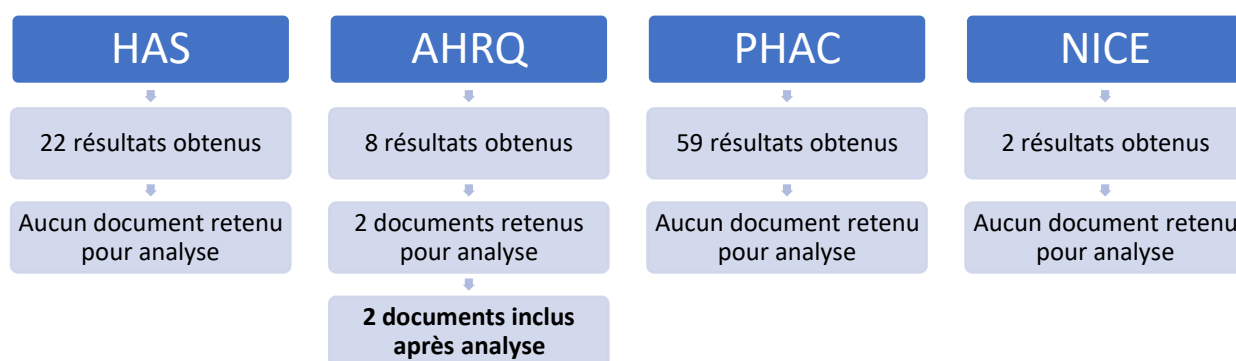 HAS
22 résultats obtenus
Aucun document retenu
pour analyse
AHRQ
8 résultats obtenus
2 documents retenus
pour analyse
2 documents inclus
après analyse
PHAC
59 résultats obtenus
Aucun document retenu
pour analyse
NICE
2 résultats obtenus
Aucun document retenu
pour analyse